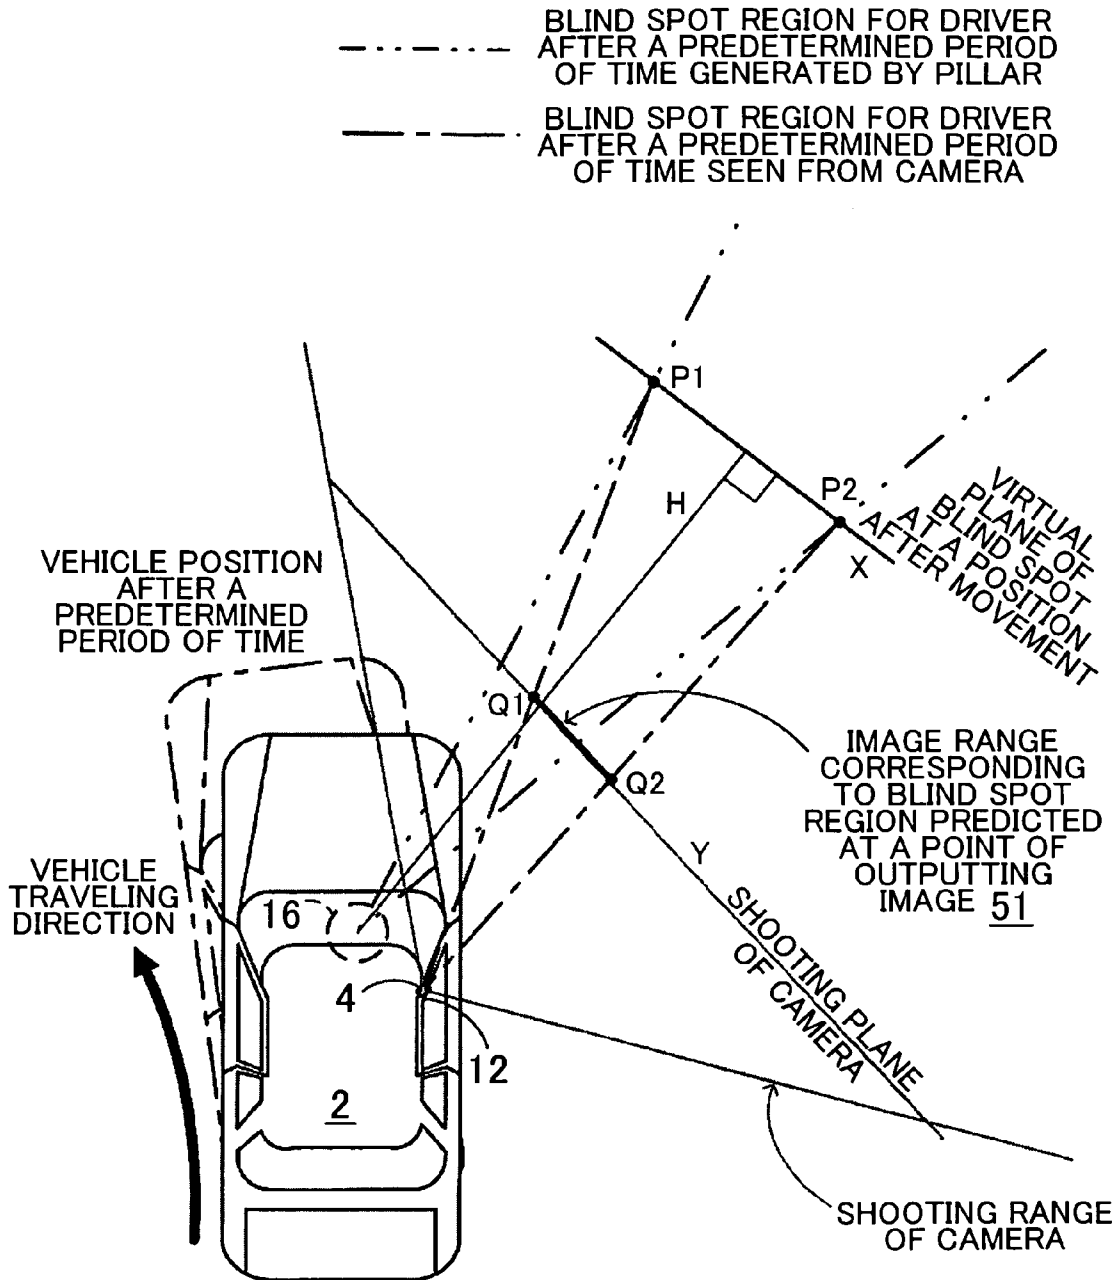 BLIND SPOT REGION FOR DRIVER
AFTER A PREDETERMINED PERIOD
OF TIME GENERATED BY PILLAR
BLIND SPOT REGION FOR DRIVER
AFTER A PREDETERMINED PERIOD
OF TIME SEEN FROM CAMERA
P1
H
P2
X
VIRTUAL
PLANE OF
BLIND SPOT
AT A POSITION
AFTER MOVEMENT
VEHICLE POSITION
AFTER A
PREDETERMINED
PERIOD OF TIME
Q1
Q2
Y
IMAGE RANGE
CORRESPONDING
TO BLIND SPOT
REGION PREDICTED
AT A POINT OF
OUTPUTTING
IMAGE 51
VEHICLE
TRAVELING
DIRECTION
16
4
12
2
SHOOTING PLANE
OF CAMERA
SHOOTING RANGE
OF CAMERA